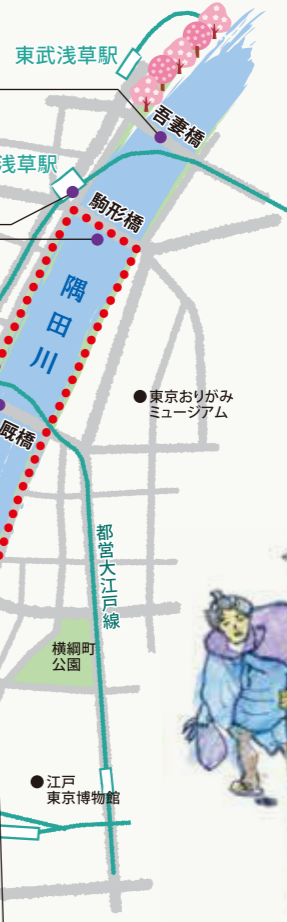 東武浅草駅
吾妻橋
浅草駅
駒形橋
隅田川
●東京おりがみ
ミュージアム
厩橋
都営大江戸線
横綱町
公園
●江戸
東京博物館